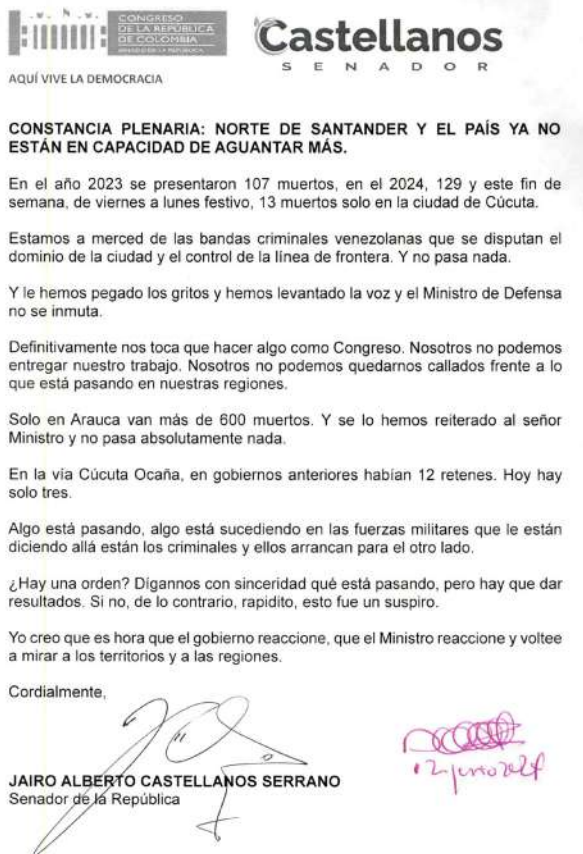 CONGRESO
DE LA REPÚBLICA
DE COLOMBIA
AQUÍ VIVE LA DEMOCRACIA
Castellanos
SENADOR
CONSTANCIA PLENARIA: NORTE DE SANTANDER Y EL PAÍS YA NO
ESTÁN EN CAPACIDAD DE AGUANTAR MÁS.
En el año 2023 se presentaron 107 muertos, en el 2024, 129 y este fin de
semana, de viernes a lunes festivo, 13 muertos solo en la ciudad de Cúcuta.
Estamos a merced de las bandas criminales venezolanas que se disputan el
dominio de la ciudad y el control de la línea de frontera. Y no pasa nada.
Y le hemos pegado los gritos y hemos levantado la voz y el Ministro de Defensa
no se inmuta.
Definitivamente nos toca que hacer algo como Congreso. Nosotros no podemos
entregar nuestro trabajo. Nosotros no podemos quedarnos callados frente a lo
que está pasando en nuestras regiones.
Solo en Arauca van más de 600 muertos. Y se lo hemos reiterado al señor
Ministro y no pasa absolutamente nada.
En la vía Cúcuta Ocaña, en gobiernos anteriores habían 12 retenes. Hoy hay
solo tres.
Algo está pasando, algo está sucediendo en las fuerzas militares que le están
diciendo allá están los criminales y ellos arrancan para el otro lado.
¿Hay una orden? Dígannos con sinceridad qué está pasando, pero hay que dar
resultados. Si no, de lo contrario, rapidito, esto fue un suspiro.
Yo creo que es hora que el gobierno reaccione, que el Ministro reaccione y voltee
a mirar a los territorios y a las regiones.
Cordialmente,
JAIRO ALBERTO CASTELLANOS SERRANO
Senador de la República